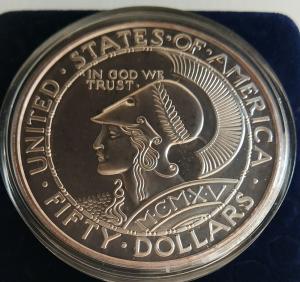 UNITED · STATES · OF · AMERICA
IN GOD WE
TRUST ·
MCMXV
· FIFTY · DOLLARS ·